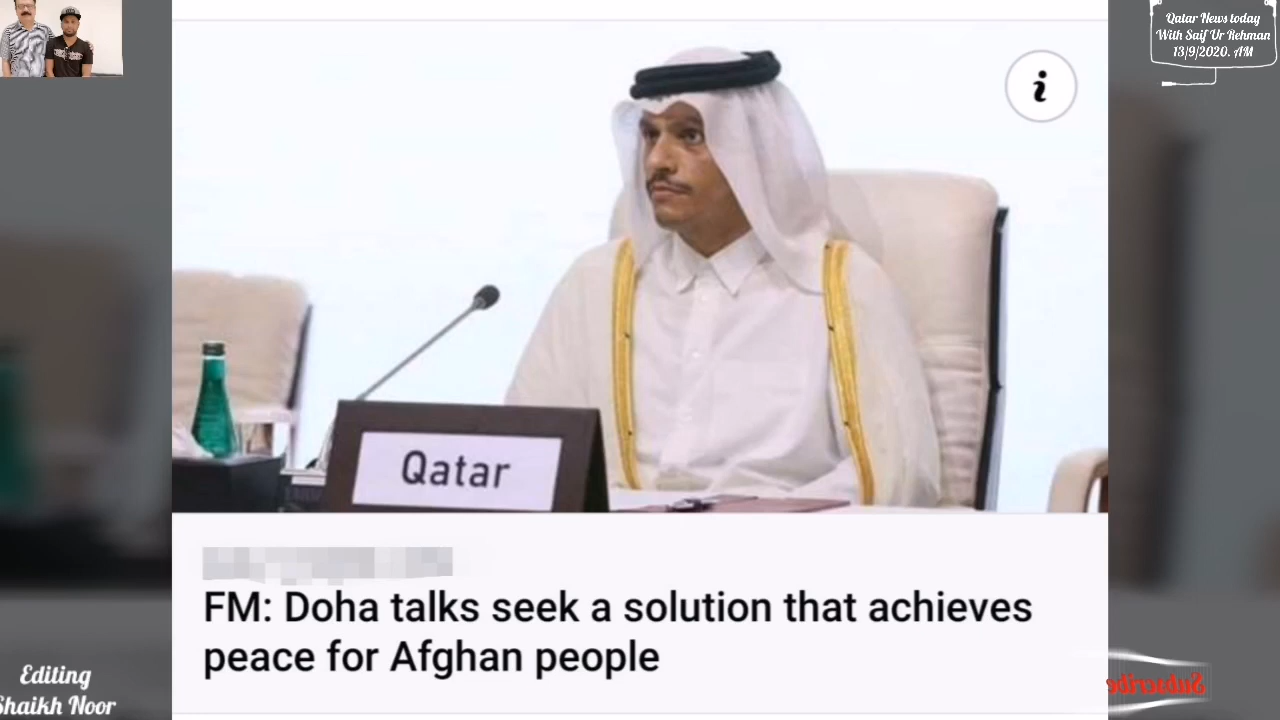 Qatar News today
With Saif Ur Rehman
13/9/2020. AM
Qatar
FM: Doha talks seek a solution that achieves
peace for Afghan people
Editing
Shaikh Noor
Subscribe